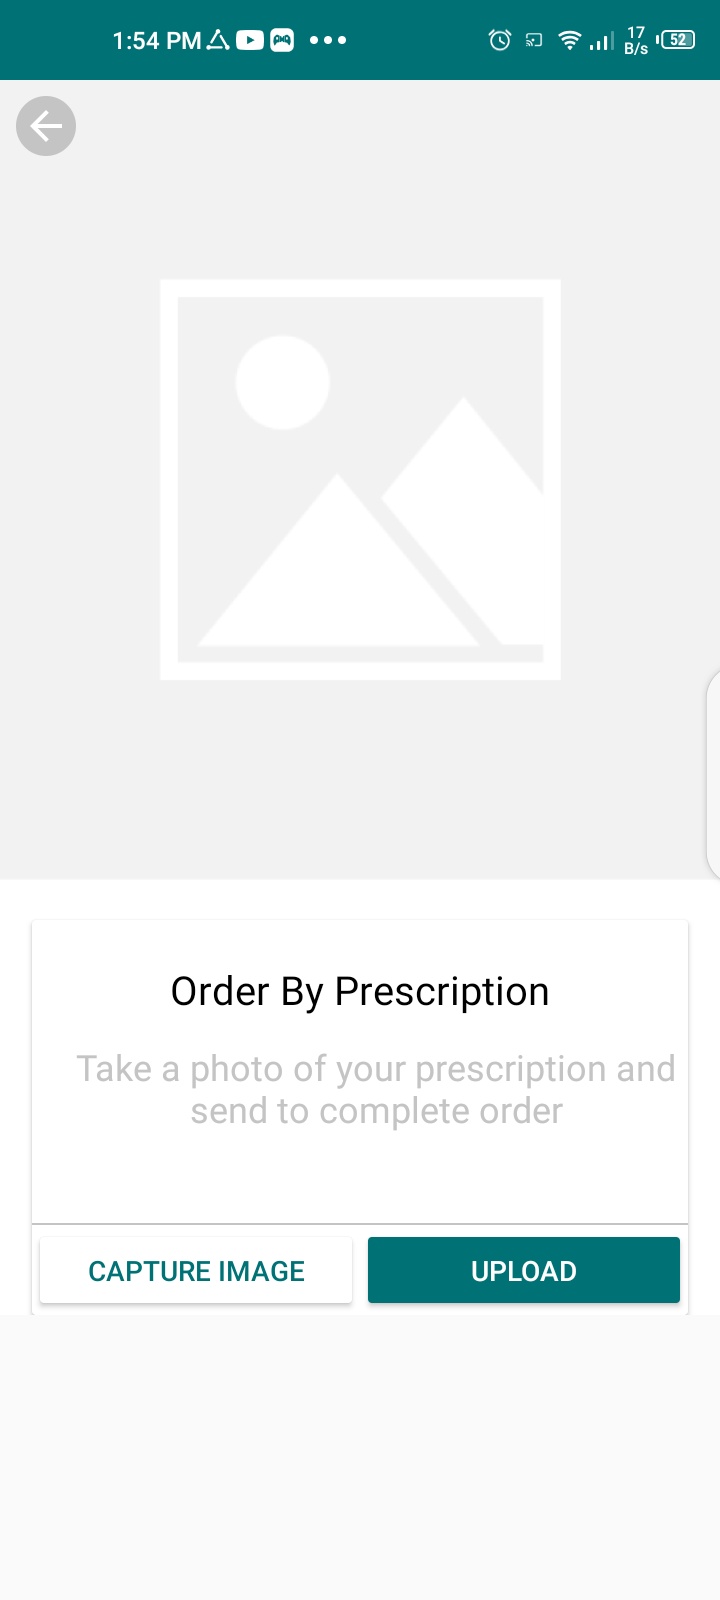 1:54 PM
17
B/s
52
Order By Prescription
Take a photo of your prescription and
send to complete order
CAPTURE IMAGE
UPLOAD